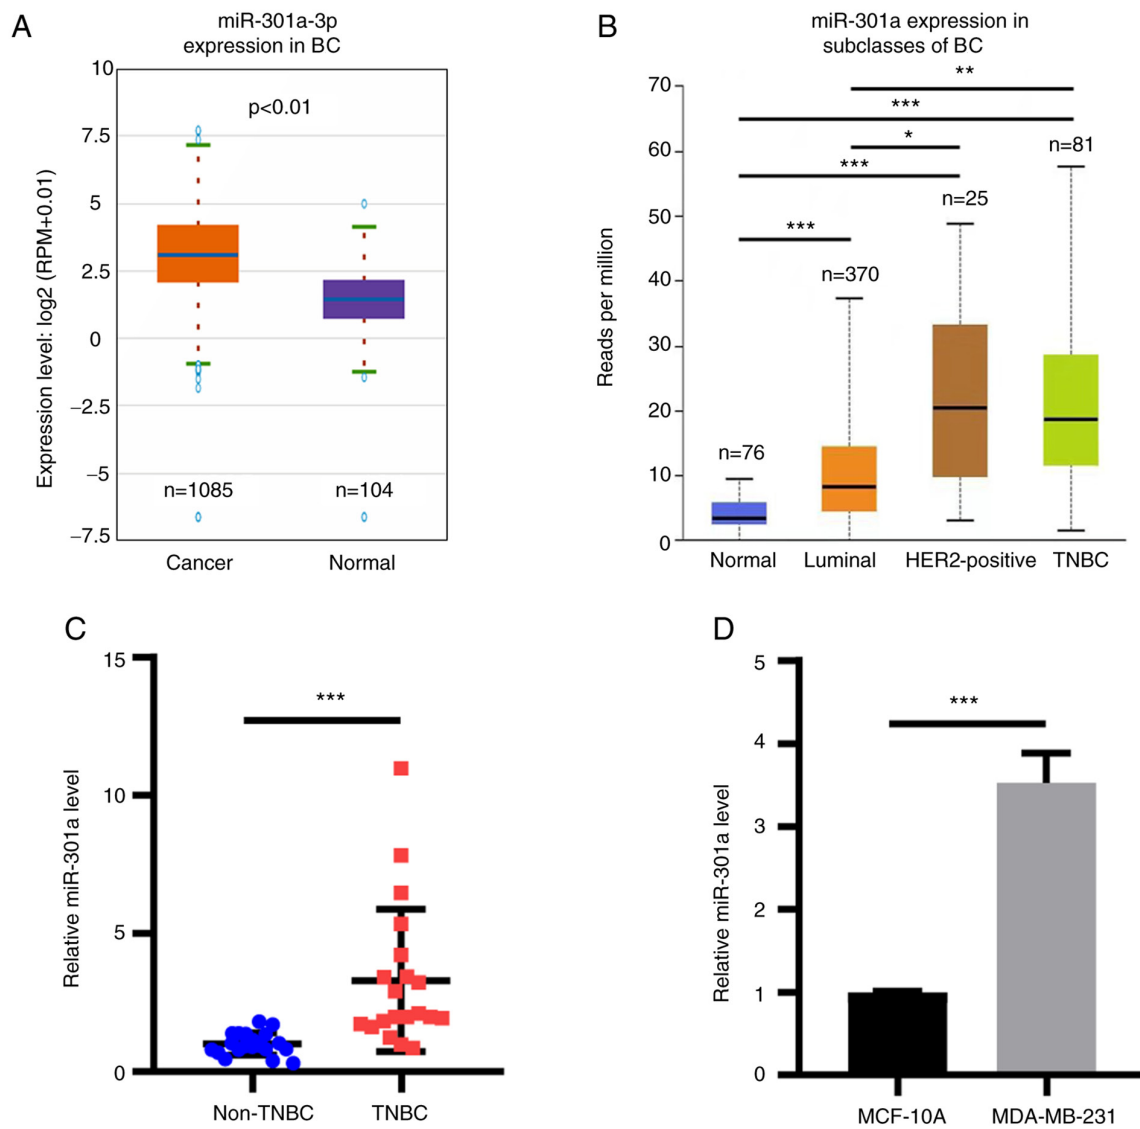 A
miR-301a-3p
expression in BC
Expression level: log2 (RPM+0.01)
10
7.5
5
2.5
0
−2.5
−5
−7.5
p<0.01
n=1085
n=104
Cancer
Normal
B
miR-301a expression in
subclasses of BC
Reads per million
70
60
50
40
30
20
10
0
**
***
*
***
***
n=76
n=370
n=25
n=81
Normal
Luminal
HER2-positive
TNBC
C
Relative miR-301a level
15
10
5
0
***
Non-TNBC
TNBC
D
Relative miR-301a level
5
4
3
2
1
0
***
MCF-10A
MDA-MB-231